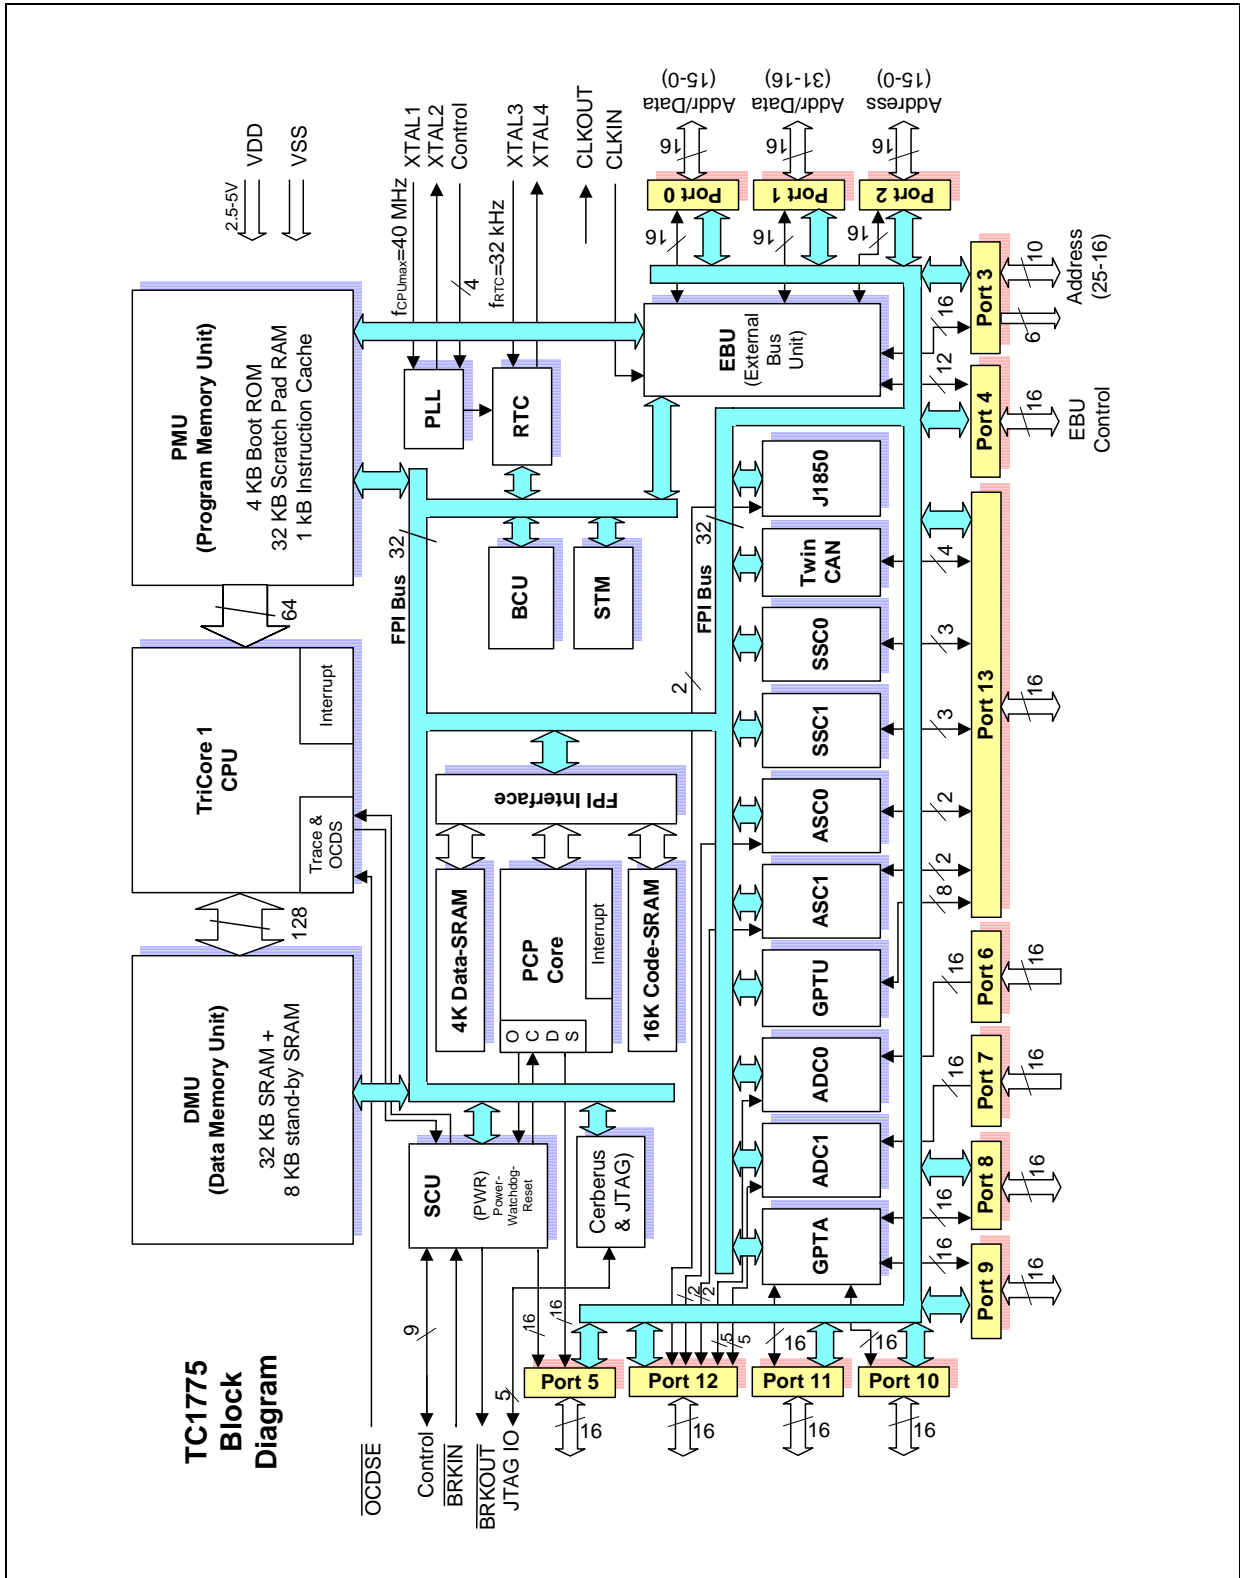 TC1775
Block
Diagram
VDD
2.5-5V
VSS
DMU
(Data Memory Unit)
32 KB SRAM +
8 KB stand-by SRAM
128
TriCore 1
CPU
Trace &
OCDS
Interrupt
64
PMU
(Program Memory Unit)
4 KB Boot ROM
32 KB Scratch Pad RAM
1 kB Instruction Cache
OCDSE
Control
9
BRKIN
BRKOUT
JTAG IO
5
SCU
(PWR)
Power-
Watchdog-
Reset
Cerberus
& JTAG)
16
16
FPI Bus
32
4K Data-SRAM
PCP
Core
O
C
D
S
Interrupt
16K Code-SRAM
FPI Interface
BCU
STM
PLL
RTC
fCPUmax=40 MHz
XTAL1
XTAL2
4
Control
fRTC=32 kHz
XTAL3
XTAL4
CLKOUT
CLKIN
EBU
(External
Bus
Unit)
2
FPI Bus
32
GPTA
ADC1
ADC0
GPTU
ASC1
ASC0
SSC1
SSC0
Twin
CAN
J1850
2
2
5
5
16
16
Port 5
16
Port 12
16
Port 11
16
Port 10
16
Port 0
16
16
Addr/Data
(15-0)
Port 1
16
16
Addr/Data
(31-16)
Port 2
16
16
Address
(15-0)
16
16
16
16
8
2
2
3
3
4
12
16
Port 9
16
Port 8
16
Port 7
16
Port 6
16
Port 13
16
Port 4
16
EBU
Control
Port 3
6
10
Address
(25-16)